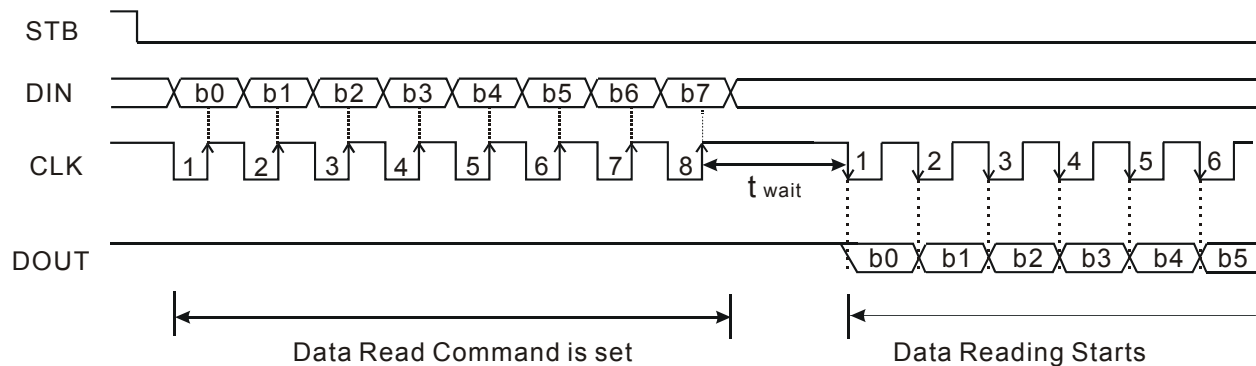 STB
DIN b0 b1 b2 b3 b4 b5 b6 b7
CLK 1 2 3 4 5 6 7 8 1 2 3 4 5 6
t wait
DOUT b0 b1 b2 b3 b4 b5
Data Read Command is set Data Reading Starts